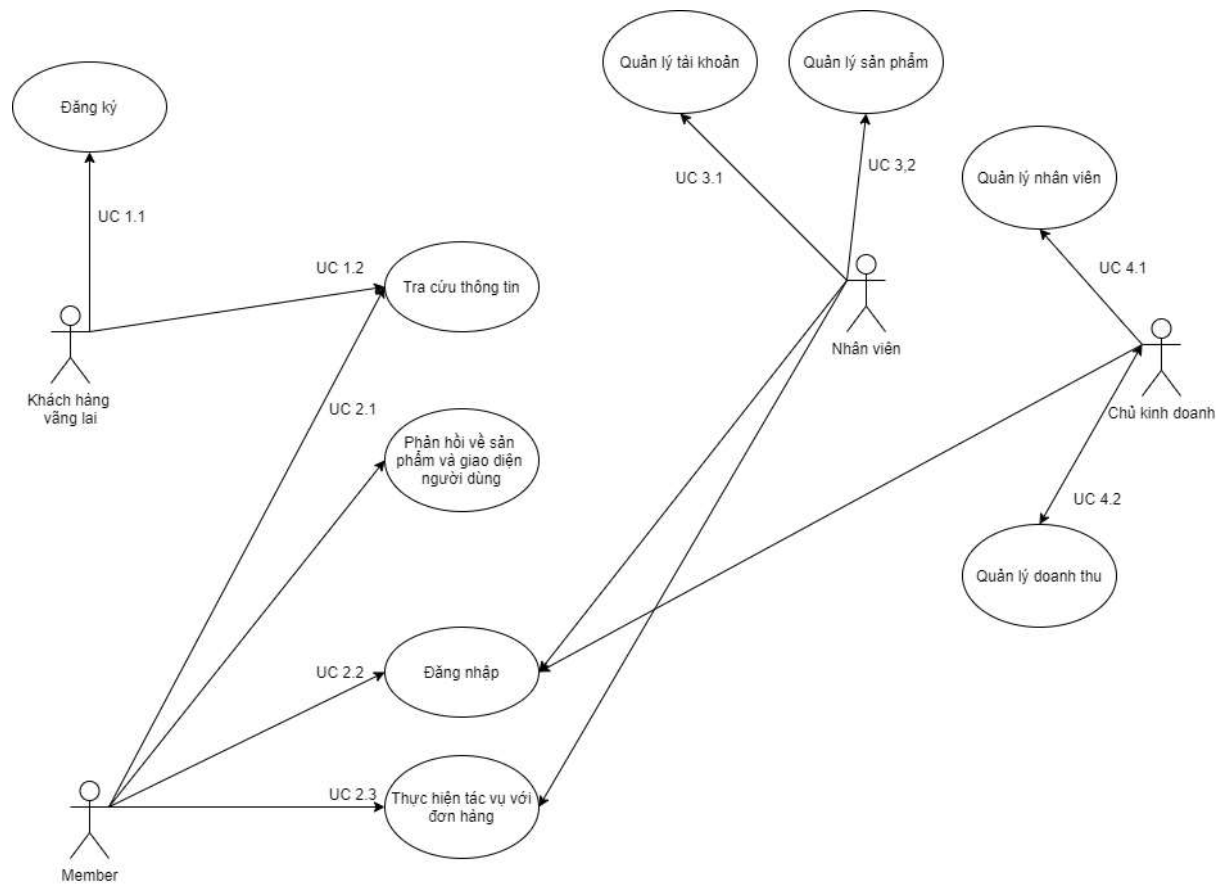 Quản lý tài khoản
Quản lý sản phẩm
Đăng ký
UC 3.1
UC 3,2
Quản lý nhân viên
UC 1.1
UC 1.2
Tra cứu thông tin
UC 4.1
Nhân viên
Khách hàng
vãng lai
Chủ kinh doanh
UC 2.1
Phản hồi về sản
phẩm và giao diện
người dùng
UC 4.2
Quản lý doanh thu
UC 2.2
Đăng nhập
UC 2.3
Thực hiện tác vụ với
đơn hàng
Member